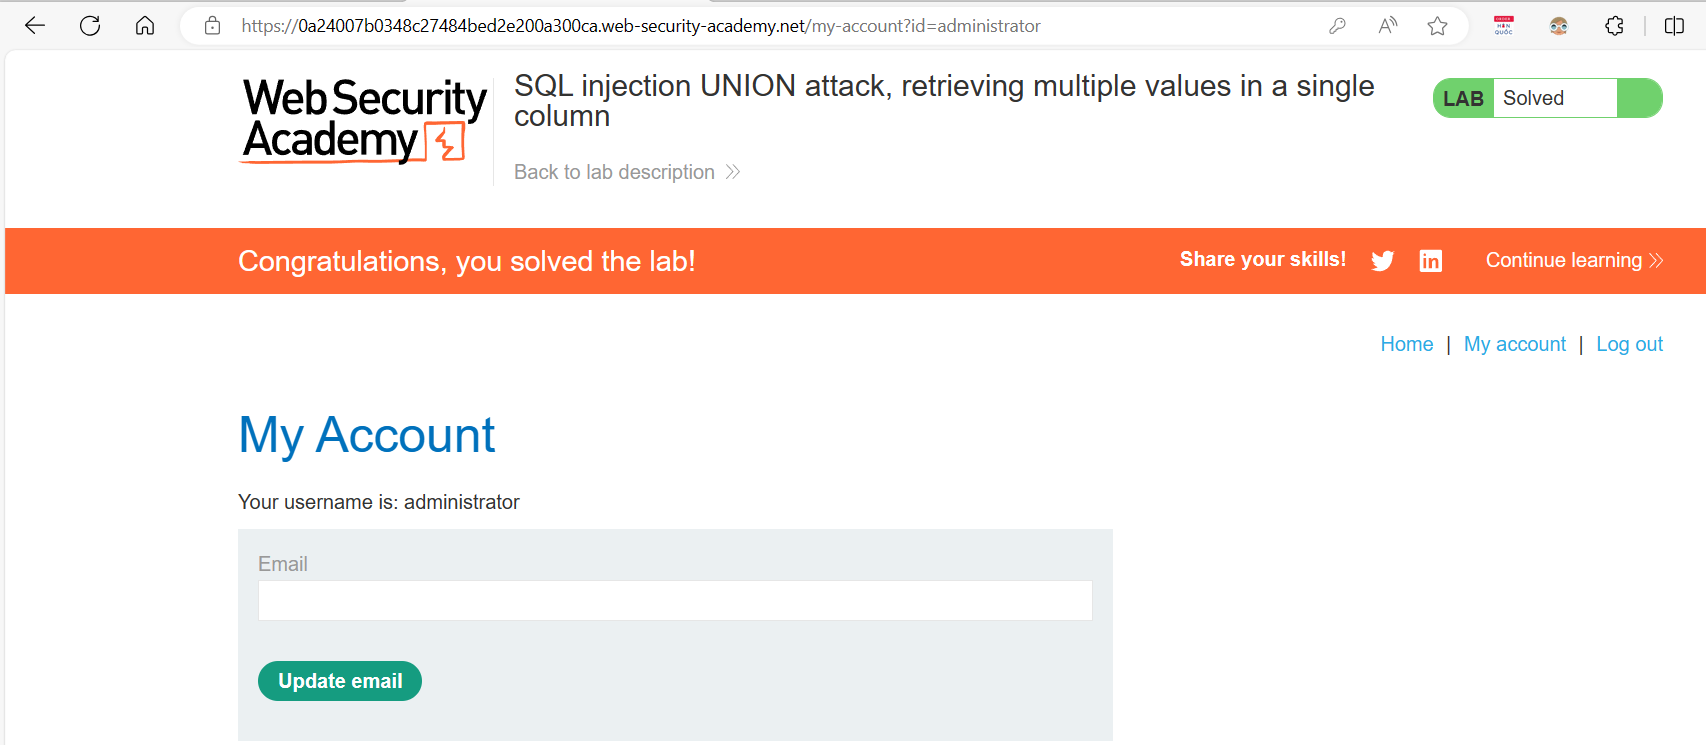 https://0a24007b0348c27484bed2e200a300ca.web-security-academy.net/my-account?id=administrator
Web Security
Academy
SQL injection UNION attack, retrieving multiple values in a single
column
LAB Solved
Back to lab description
Congratulations, you solved the lab!
Share your skills!
Continue learning
Home | My account | Log out
My Account
Your username is: administrator
Email
Update email